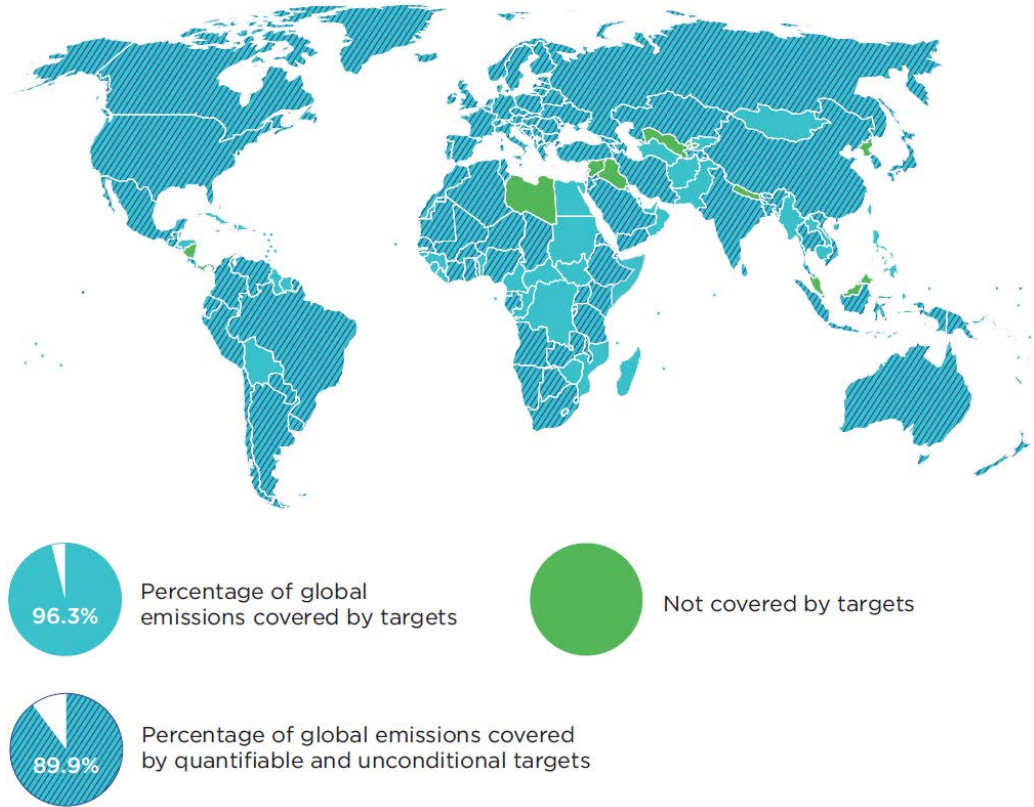 96.3%
Percentage of global
emissions covered by targets
Not covered by targets
89.9%
Percentage of global emissions covered
by quantifiable and unconditional targets